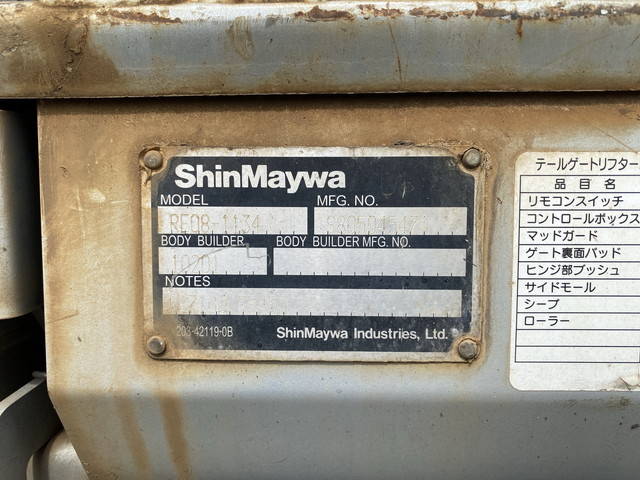 ShinMaywa
MODEL
MFG. NO.
RE08-1134
BODY BUILDER
BODY BUILDER MFG. NO.
NOTES
203-42119-0B
ShinMaywa Industries, Ltd.
テールゲートリフター
品目名
リモコンスイッチ
コントロールボックス
マッドガード
ゲート裏面パッド
ヒンジ部ブッシュ
サイドモール
シーブ
ローラー